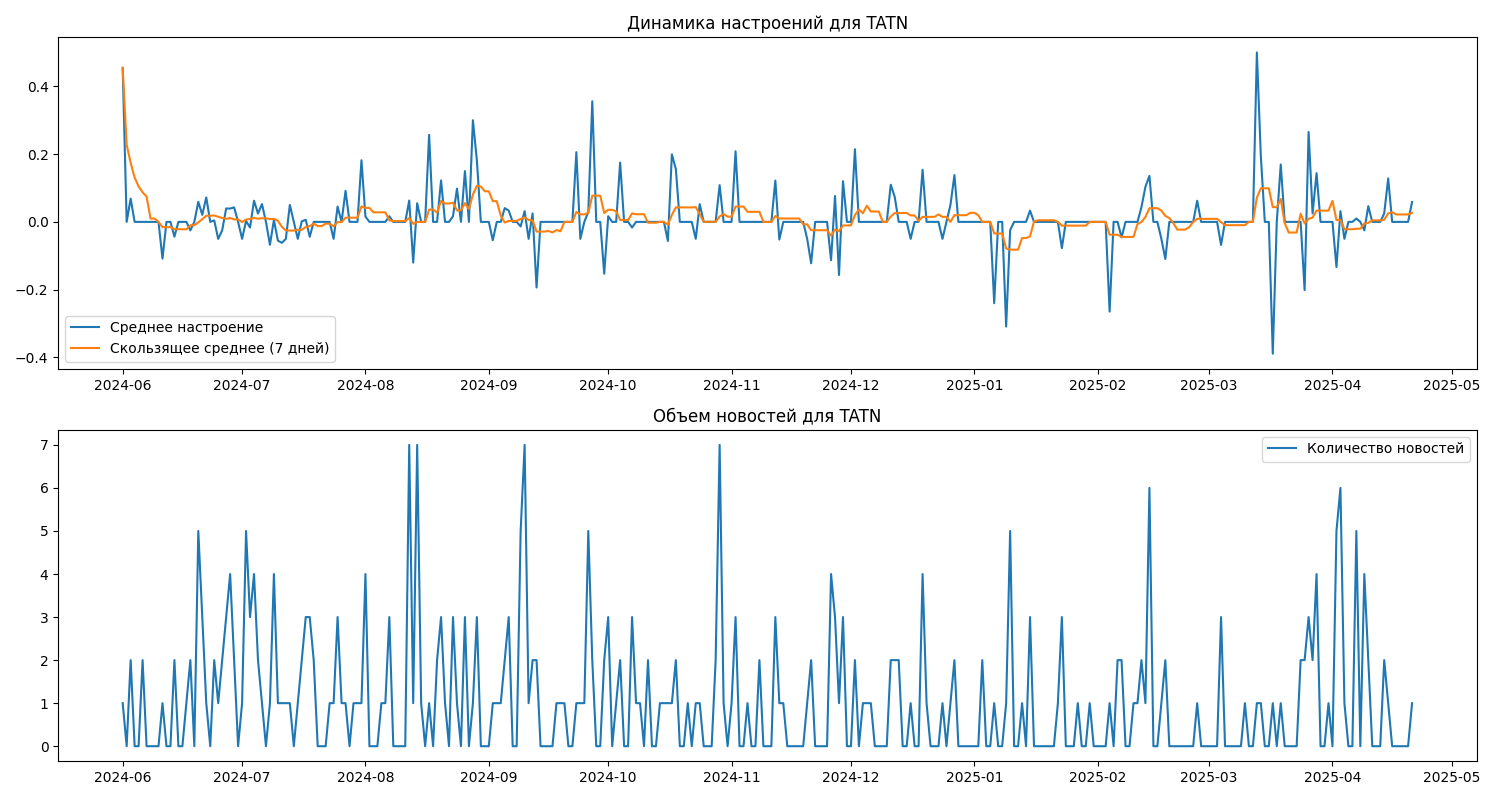 Динамика настроений для TATN
0.4
0.2
0.0
−0.2
−0.4
Среднее настроение
Скользящее среднее (7 дней)
2024-06 2024-07 2024-08 2024-09 2024-10 2024-11 2024-12 2025-01 2025-02 2025-03 2025-04 2025-05
Объем новостей для TATN
Количество новостей
7
6
5
4
3
2
1
0
2024-06 2024-07 2024-08 2024-09 2024-10 2024-11 2024-12 2025-01 2025-02 2025-03 2025-04 2025-05